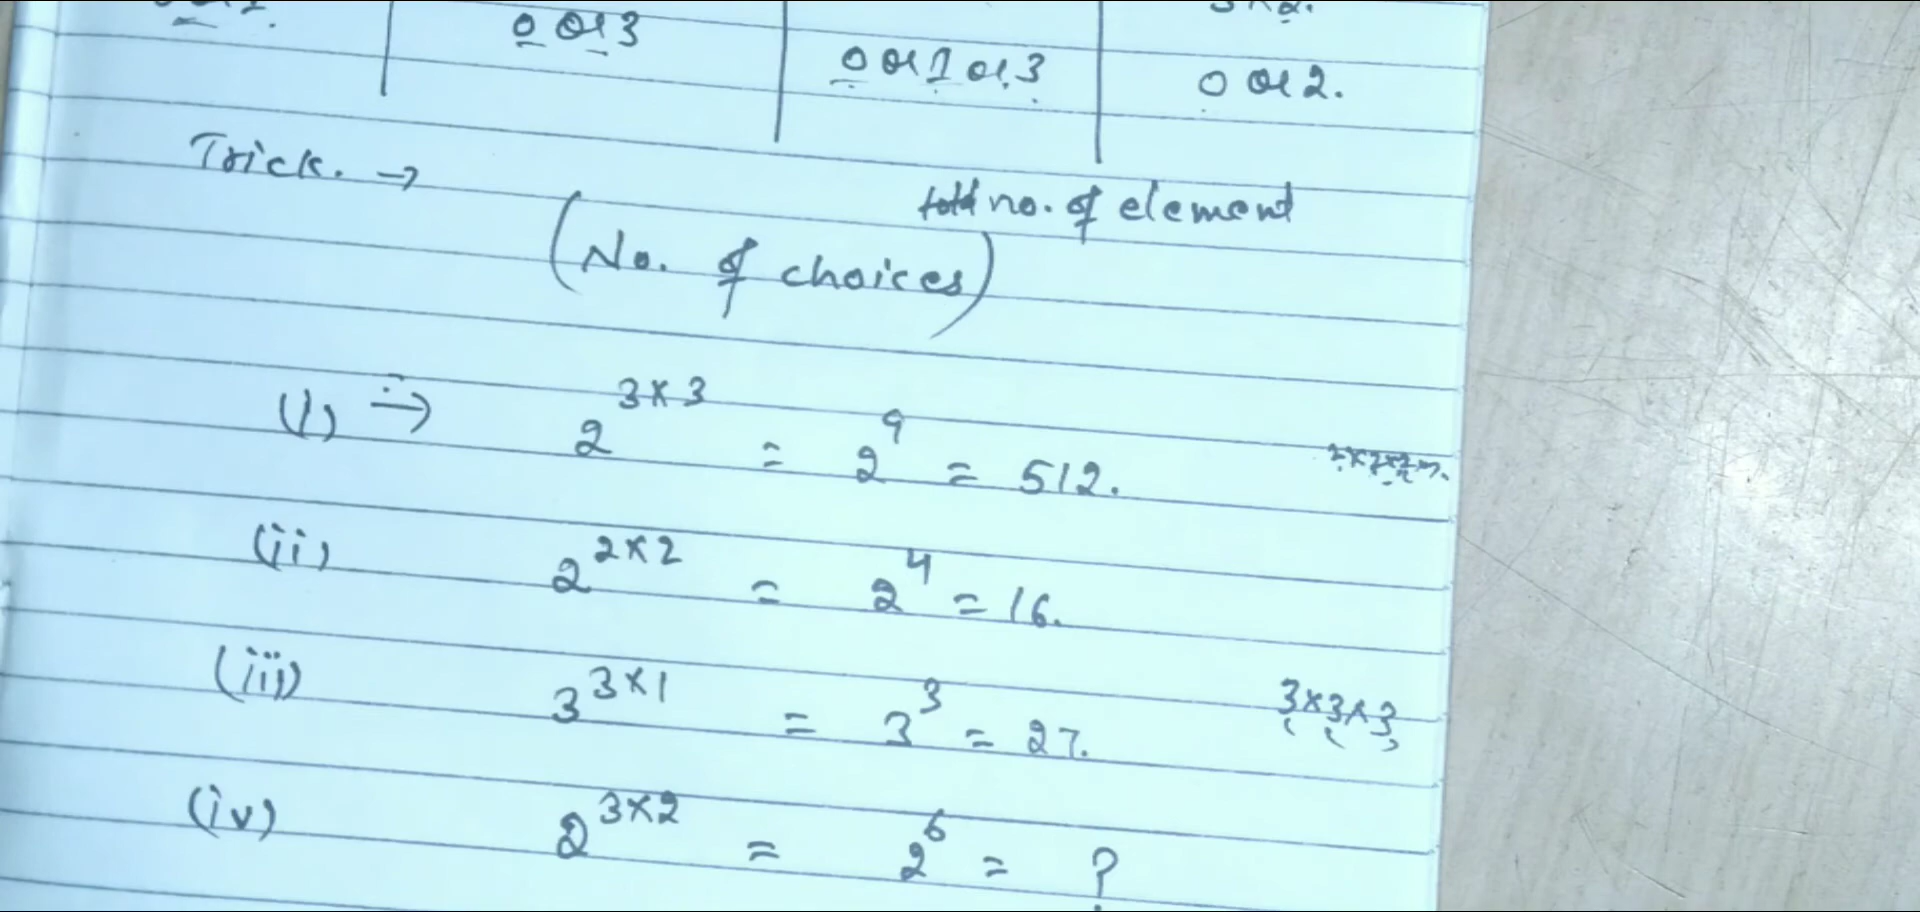 0 or 3
0 or 1 or 3
0 or 2.
Trick. →
no. of element
(No. of choices)
(i) → 2^3×3 = 2^9 = 512.
(ii) 2^2×2 = 2^4 = 16.
(iii) 3^3×1 = 3^3 = 27. 3×3×3
(iv) 2^3×2 = 2^6 = ?